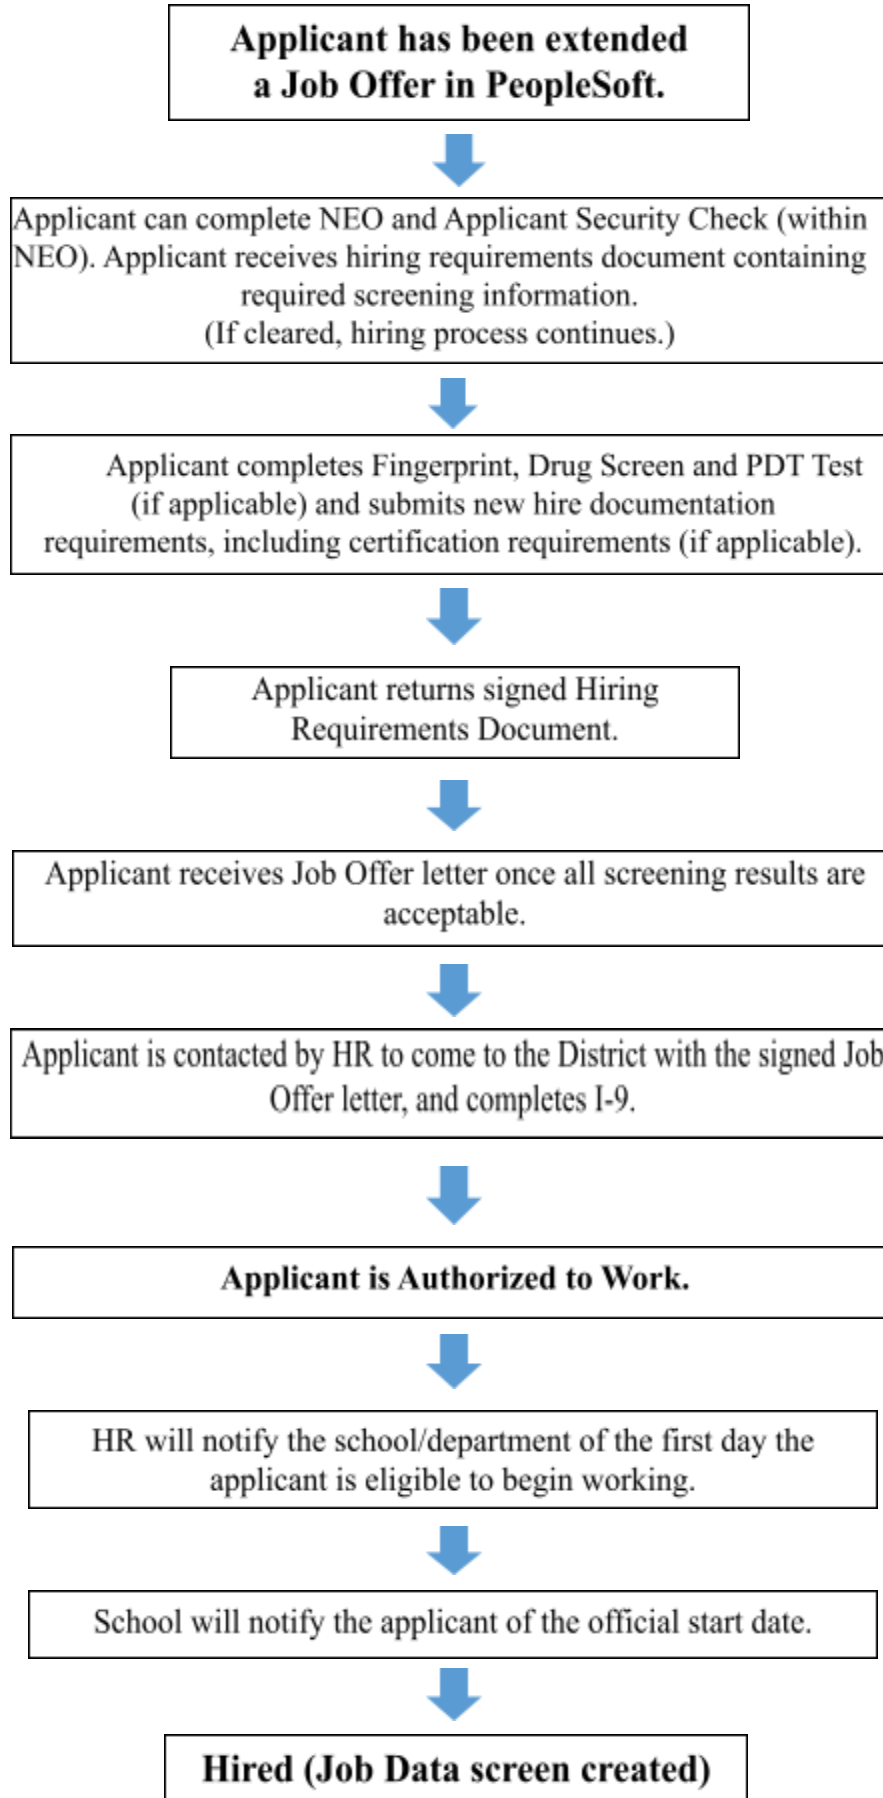 Applicant has been extended
a Job Offer in PeopleSoft.
Applicant can complete NEO and Applicant Security Check (within
NEO). Applicant receives hiring requirements document containing
required screening information.
(If cleared, hiring process continues.)
Applicant completes Fingerprint, Drug Screen and PDT Test
(if applicable) and submits new hire documentation
requirements, including certification requirements (if applicable).
Applicant returns signed Hiring
Requirements Document.
Applicant receives Job Offer letter once all screening results are
acceptable.
Applicant is contacted by HR to come to the District with the signed Job
Offer letter, and completes I-9.
Applicant is Authorized to Work.
HR will notify the school/department of the first day the
applicant is eligible to begin working.
School will notify the applicant of the official start date.
Hired (Job Data screen created)